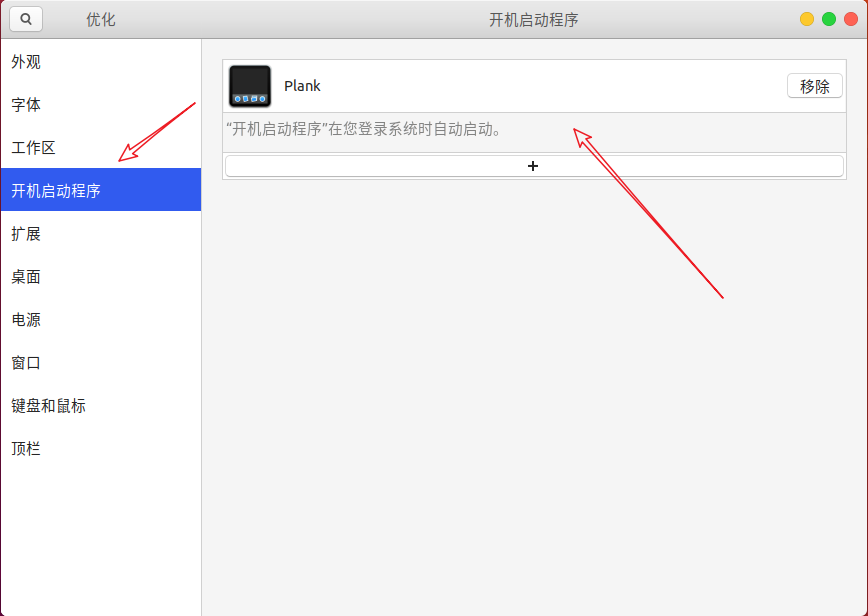 优化
开机启动程序
外观
字体
工作区
开机启动程序
扩展
桌面
电源
窗口
键盘和鼠标
顶栏
Plank
移除
“开机启动程序”在您登录系统时自动启动。
+